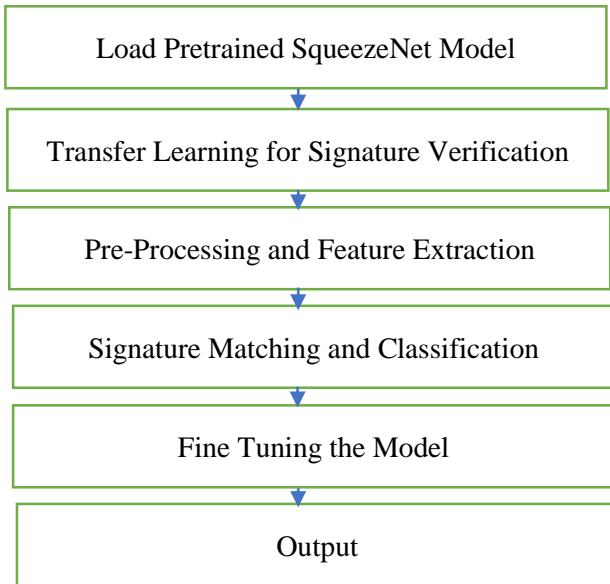 Load Pretrained SqueezeNet Model
Transfer Learning for Signature Verification
Pre-Processing and Feature Extraction
Signature Matching and Classification
Fine Tuning the Model
Output